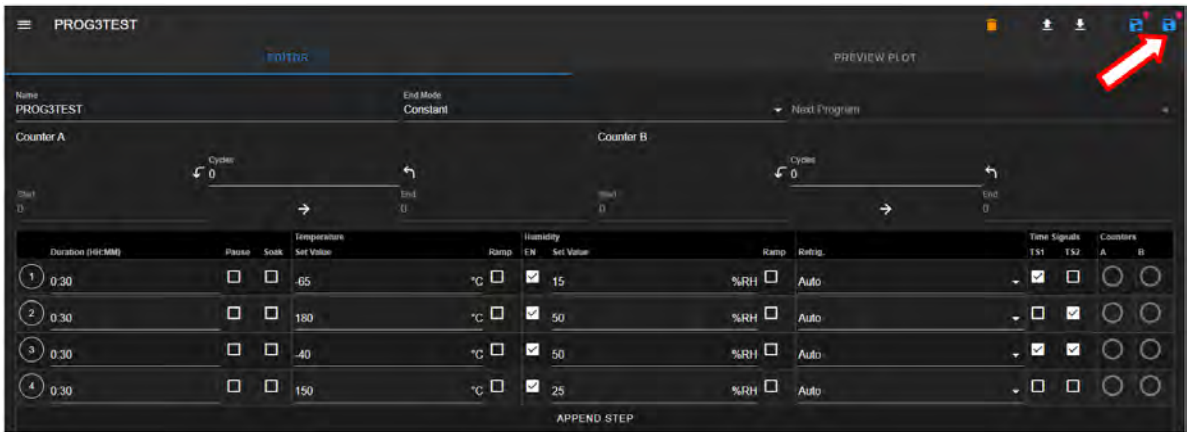 PROG3TEST
EDITOR PREVIEW PLOT
Name End Mode
PROG3TEST Constant Next Program
Counter A Counter B
Cycles Cycles
0 0
Start End Start End
0 0 0 0
Temperature Humidity Time Signals Counters
Duration (HH:MM) Pause Soak Set Value Ramp EN Set Value Ramp Refrig. TS1 TS2 A B
1 0:30 -65 °C 15 %RH Auto
2 0:30 180 °C 50 %RH Auto
3 0:30 -40 °C 50 %RH Auto
4 0:30 150 °C 25 %RH Auto
APPEND STEP